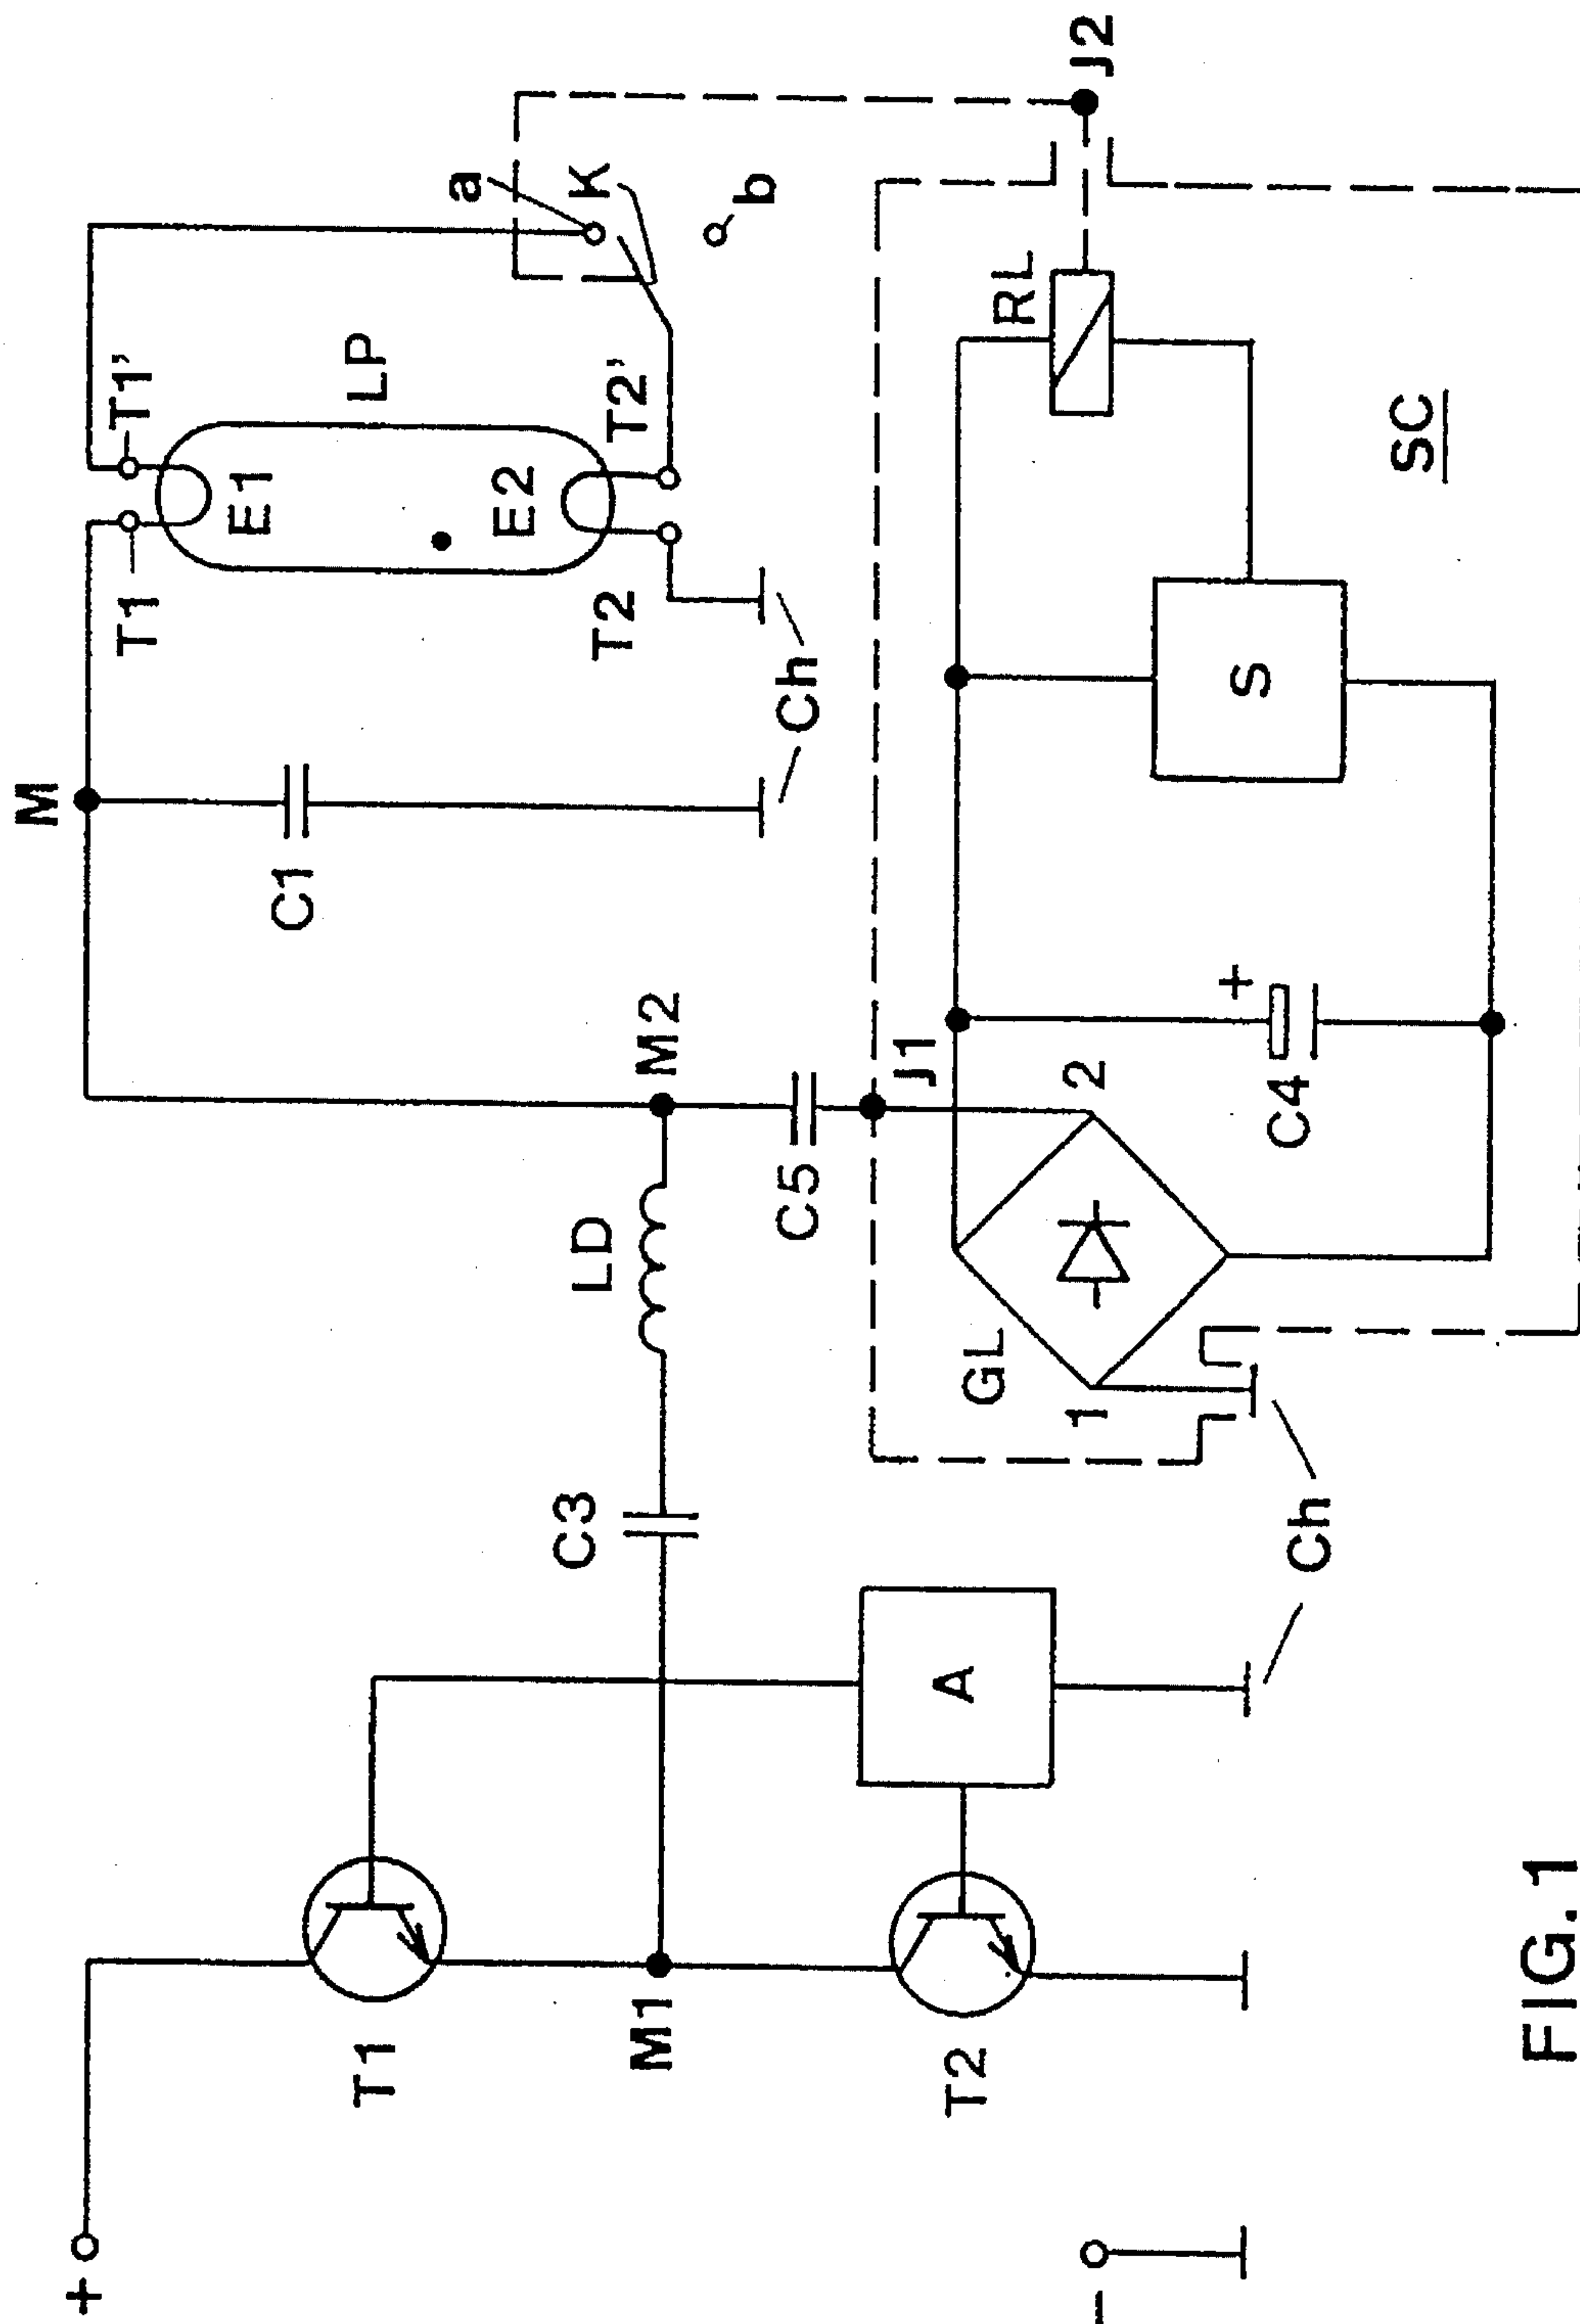 +
T1
M1
T2
-
A
C3
LD
M2
C5
J1
M
C1
T1
T1'
E1
LP
E2
T2
T2'
a
K
b
Ch
J2
GL
1
2
C4
+
S
RL
SC
Ch
FIG. 1